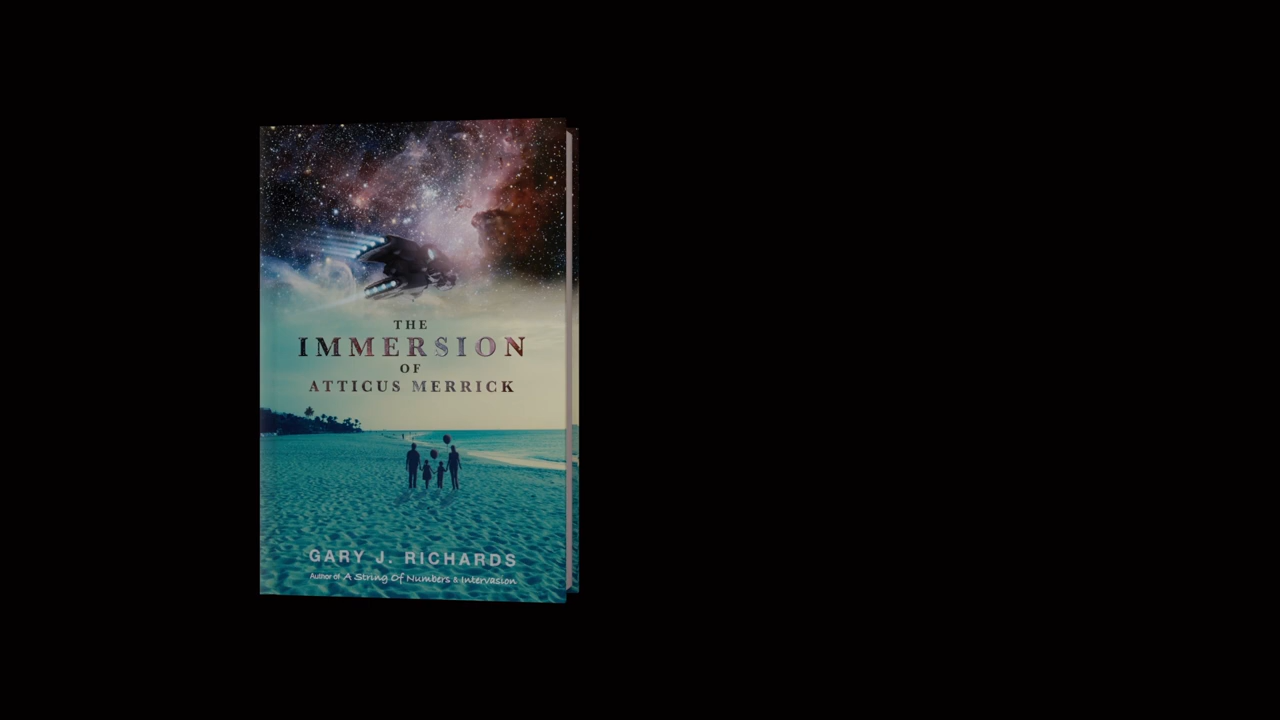 THE
IMMERSION
OF
ATTICUS MERRICK
GARY J. RICHARDS
Author of A String Of Numbers & Intervasion